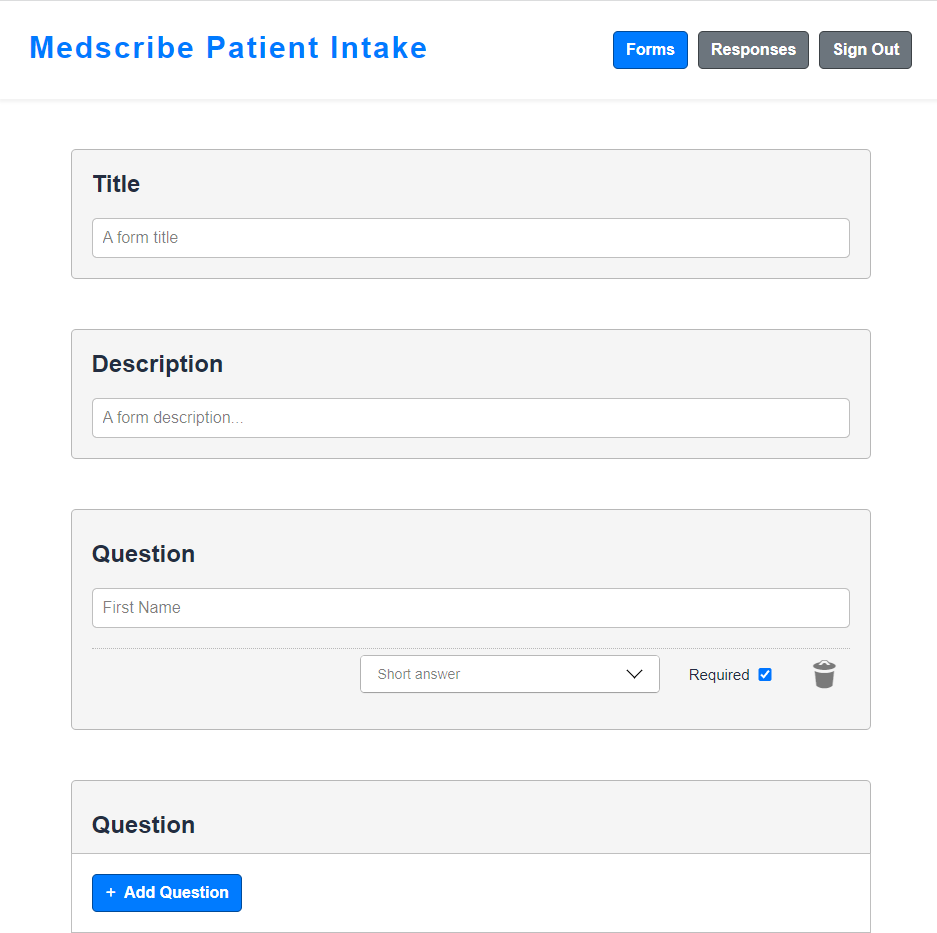 Medscribe Patient Intake
Forms Responses Sign Out
Title
A form title
Description
A form description...
Question
First Name
Short answer Required
Question
+ Add Question